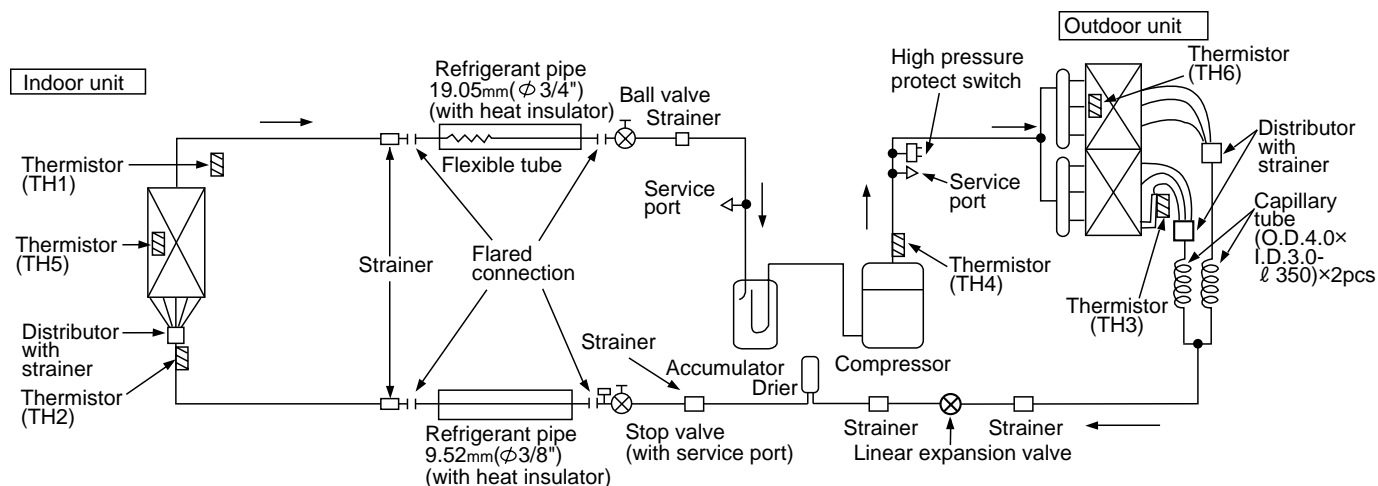 Indoor unit
Outdoor unit
Refrigerant pipe
19.05mm(φ 3/4")
(with heat insulator)
Flexible tube
Ball valve
Strainer
High pressure
protect switch
Thermistor
(TH6)
Thermistor
(TH1)
Thermistor
(TH5)
Distributor
with
strainer
Thermistor
(TH2)
Strainer
Flared
connection
Service
port
Service
port
Distributor
with
strainer
Capillary
tube
(O.D.4.0×
I.D.3.0-
ℓ 350)×2pcs
Thermistor
(TH4)
Thermistor
(TH3)
Compressor
Accumulator
Drier
Strainer
Refrigerant pipe
9.52mm(φ3/8")
(with heat insulator)
Stop valve
(with service port)
Strainer
Linear expansion valve
Strainer